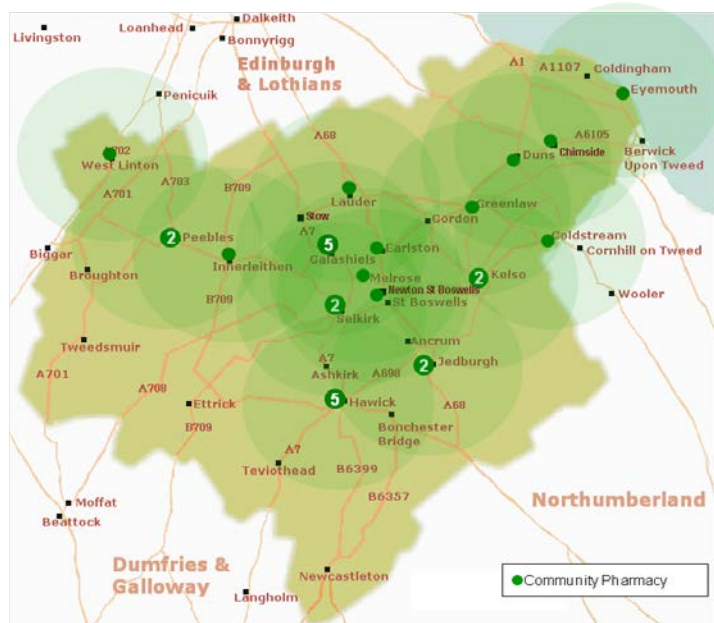 Livingston
Loanhead
Dalkeith
Bonnyrigg
Edinburgh
& Lothians
Penicuik
A1
A1107
Coldingham
Eyemouth
A68
A6105
Chirnside
Duns
Berwick
Upon Tweed
A702
West Linton
A701
A703
B709
Lauder
Greenlaw
Stow
Gordon
2
Peebles
A7
5
Earlston
Coldstream
Cornhill on Tweed
Biggar
Innerleithen
Galashiels
Broughton
Melrose
2
Kelso
Newton St Boswells
St Boswells
Wooler
B709
2
Selkirk
Tweedsmuir
Ancrum
A7
2
Jedburgh
Ashkirk
A698
A701
A708
Ettrick
5
Hawick
A68
B709
Bonchester
Bridge
A7
Teviothead
B6399
B6357
Moffat
Beattock
Northumberland
Dumfries &
Galloway
Newcastleton
Langholm
Community Pharmacy